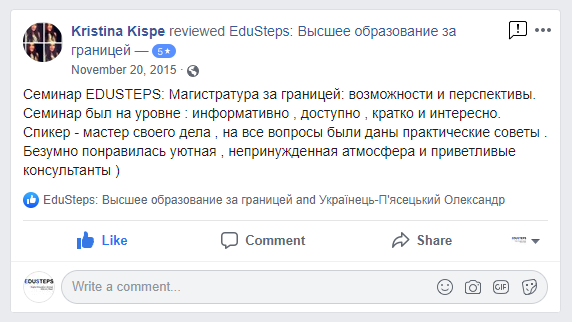 Kristina Kispe reviewed EduSteps: Высшее образование за
границей — 5★
November 20, 2015 ·
Семинар EDUSTEPS: Магистратура за границей: возможности и перспективы.
Семинар был на уровне : информативно , доступно , кратко и интересно.
Спикер - мастер своего дела , на все вопросы были даны практические советы .
Безумно понравилась уютная , непринужденная атмосфера и приветливые
консультанты )
EduSteps: Высшее образование за границей and Українець-П'ясецький Олександр
Like Comment Share EDUSTEPS
EDUSTEPS Write a comment... GIF